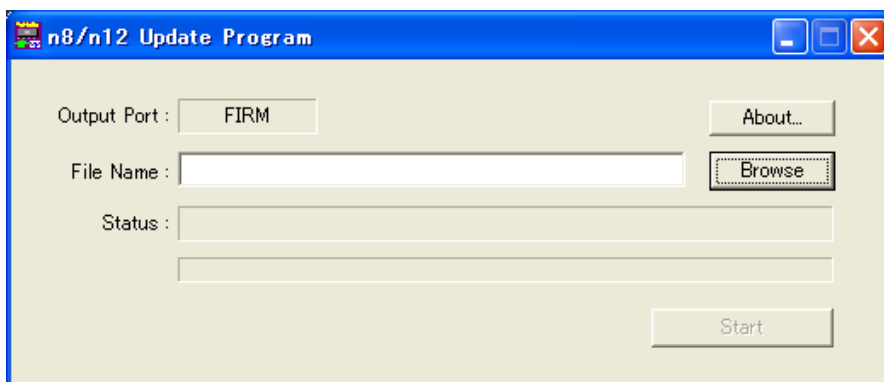 n8/n12 Update Program
Output Port : FIRM About...
File Name : Browse
Status :
Start